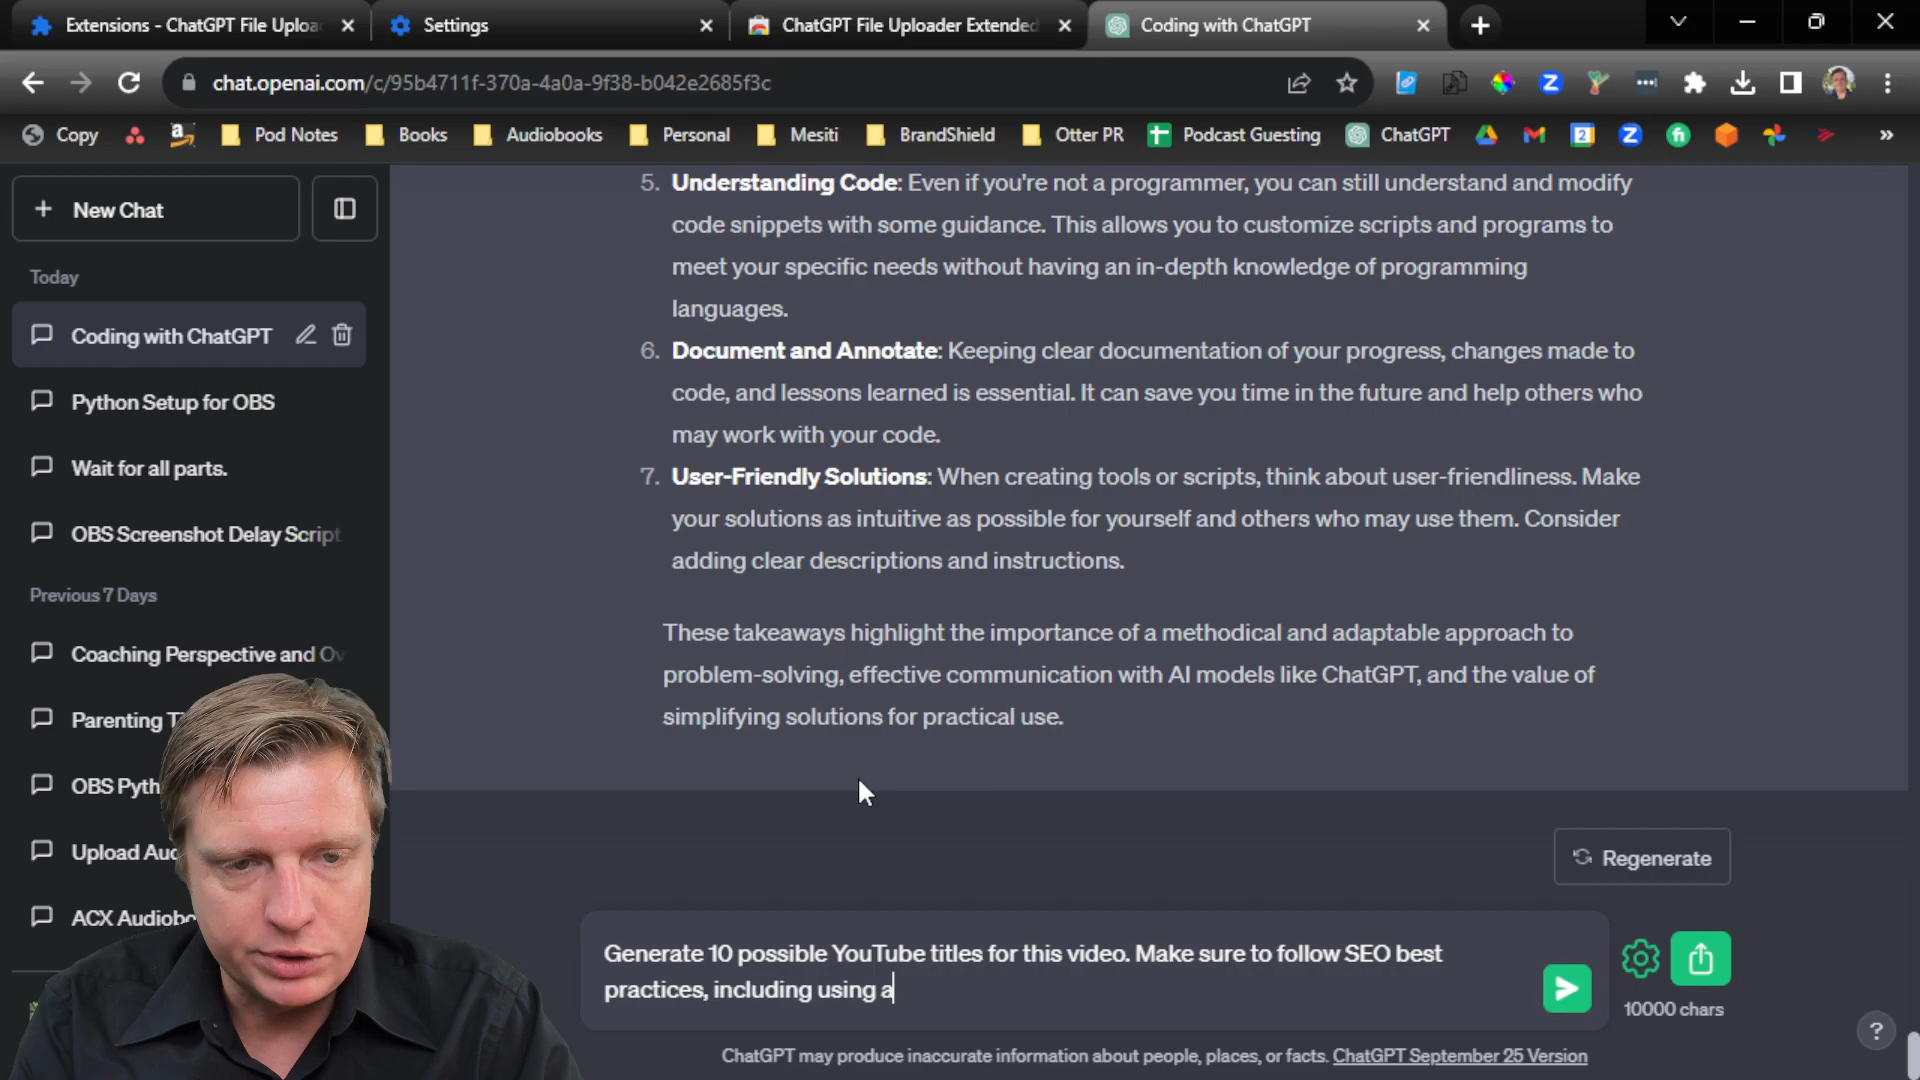 Extensions - ChatGPT File Uploa
Settings
ChatGPT File Uploader Extended
Coding with ChatGPT
chat.openai.com/c/95b4711f-370a-4a0a-9f38-b042e2685f3c
Copy
Pod Notes
Books
Audiobooks
Personal
Mesiti
BrandShield
Otter PR
Podcast Guesting
ChatGPT
New Chat
Today
Coding with ChatGPT
Python Setup for OBS
Wait for all parts.
OBS Screenshot Delay Script
Previous 7 Days
Coaching Perspective and Ov
Parenting T
OBS Pyth
Upload Aud
ACX Audiobo
5. Understanding Code: Even if you're not a programmer, you can still understand and modify
code snippets with some guidance. This allows you to customize scripts and programs to
meet your specific needs without having an in-depth knowledge of programming
languages.
6. Document and Annotate: Keeping clear documentation of your progress, changes made to
code, and lessons learned is essential. It can save you time in the future and help others who
may work with your code.
7. User-Friendly Solutions: When creating tools or scripts, think about user-friendliness. Make
your solutions as intuitive as possible for yourself and others who may use them. Consider
adding clear descriptions and instructions.
These takeaways highlight the importance of a methodical and adaptable approach to
problem-solving, effective communication with AI models like ChatGPT, and the value of
simplifying solutions for practical use.
Regenerate
Generate 10 possible YouTube titles for this video. Make sure to follow SEO best
practices, including using a
10000 chars
?
ChatGPT may produce inaccurate information about people, places, or facts. ChatGPT September 25 Version